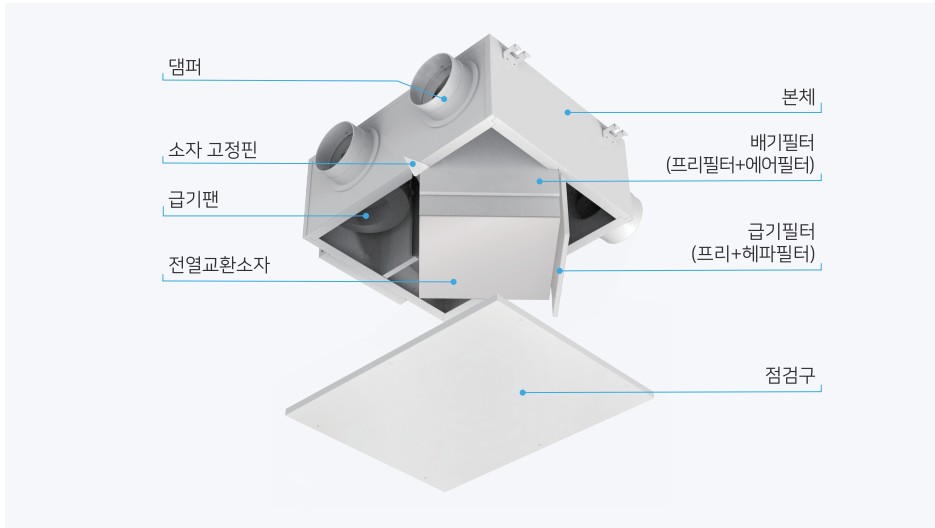 댐퍼
소자 고정핀
급기팬
전열교환소자
본체
배기필터
(프리필터+에어필터)
급기필터
(프리+헤파필터)
점검구